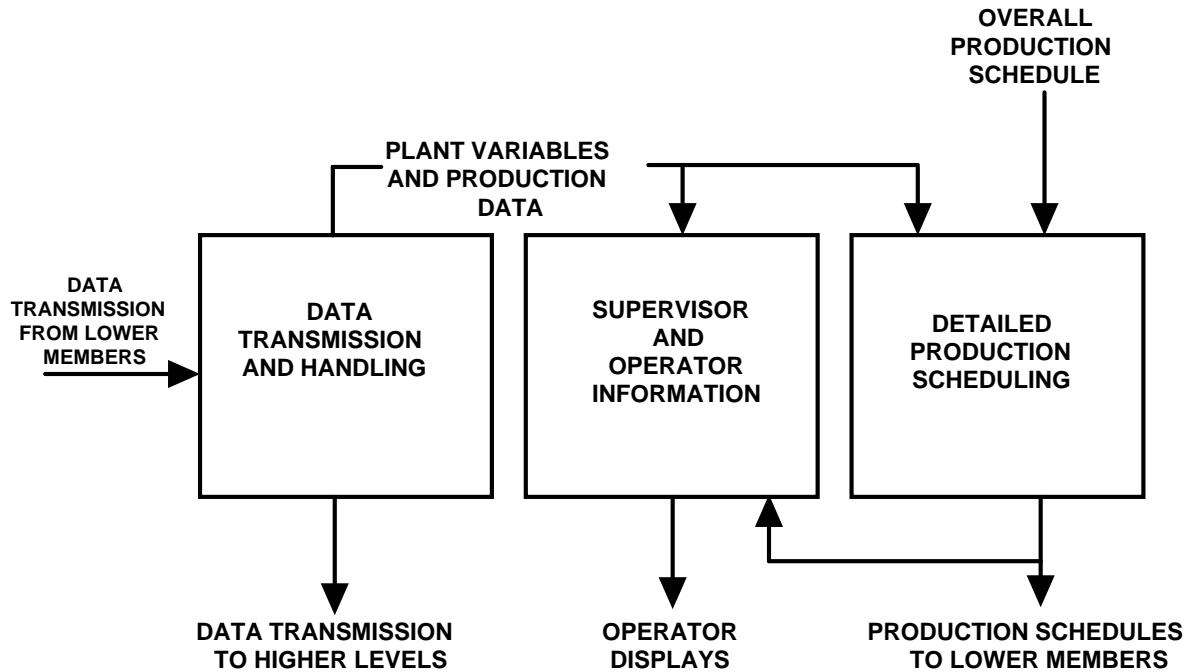 OVERALL
PRODUCTION
SCHEDULE
PLANT VARIABLES
AND PRODUCTION
DATA
DATA
TRANSMISSION
FROM LOWER
MEMBERS
DATA
TRANSMISSION
AND HANDLING
SUPERVISOR
AND
OPERATOR
INFORMATION
DETAILED
PRODUCTION
SCHEDULING
DATA TRANSMISSION
TO HIGHER LEVELS
OPERATOR
DISPLAYS
PRODUCTION SCHEDULES
TO LOWER MEMBERS